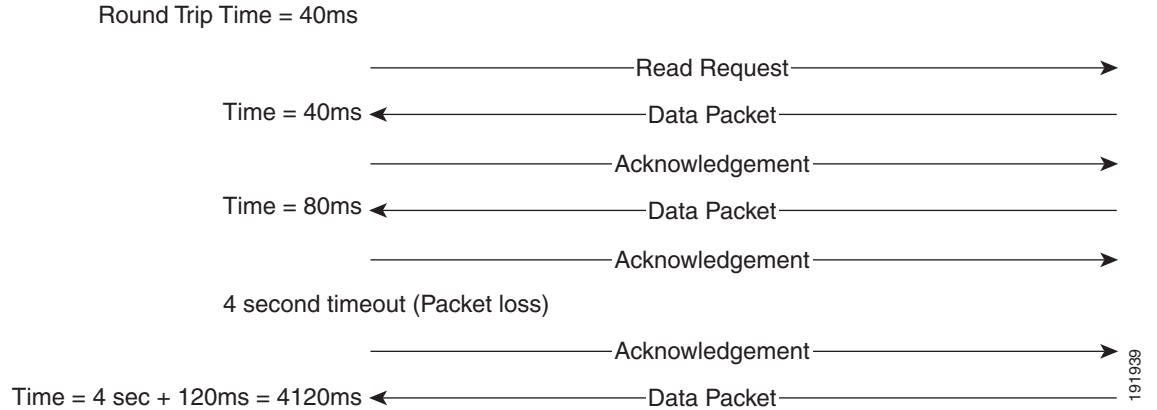 Round Trip Time = 40ms
Read Request
Time = 40ms
Data Packet
Acknowledgement
Time = 80ms
Data Packet
Acknowledgement
4 second timeout (Packet loss)
Acknowledgement
Time = 4 sec + 120ms = 4120ms
Data Packet
191939